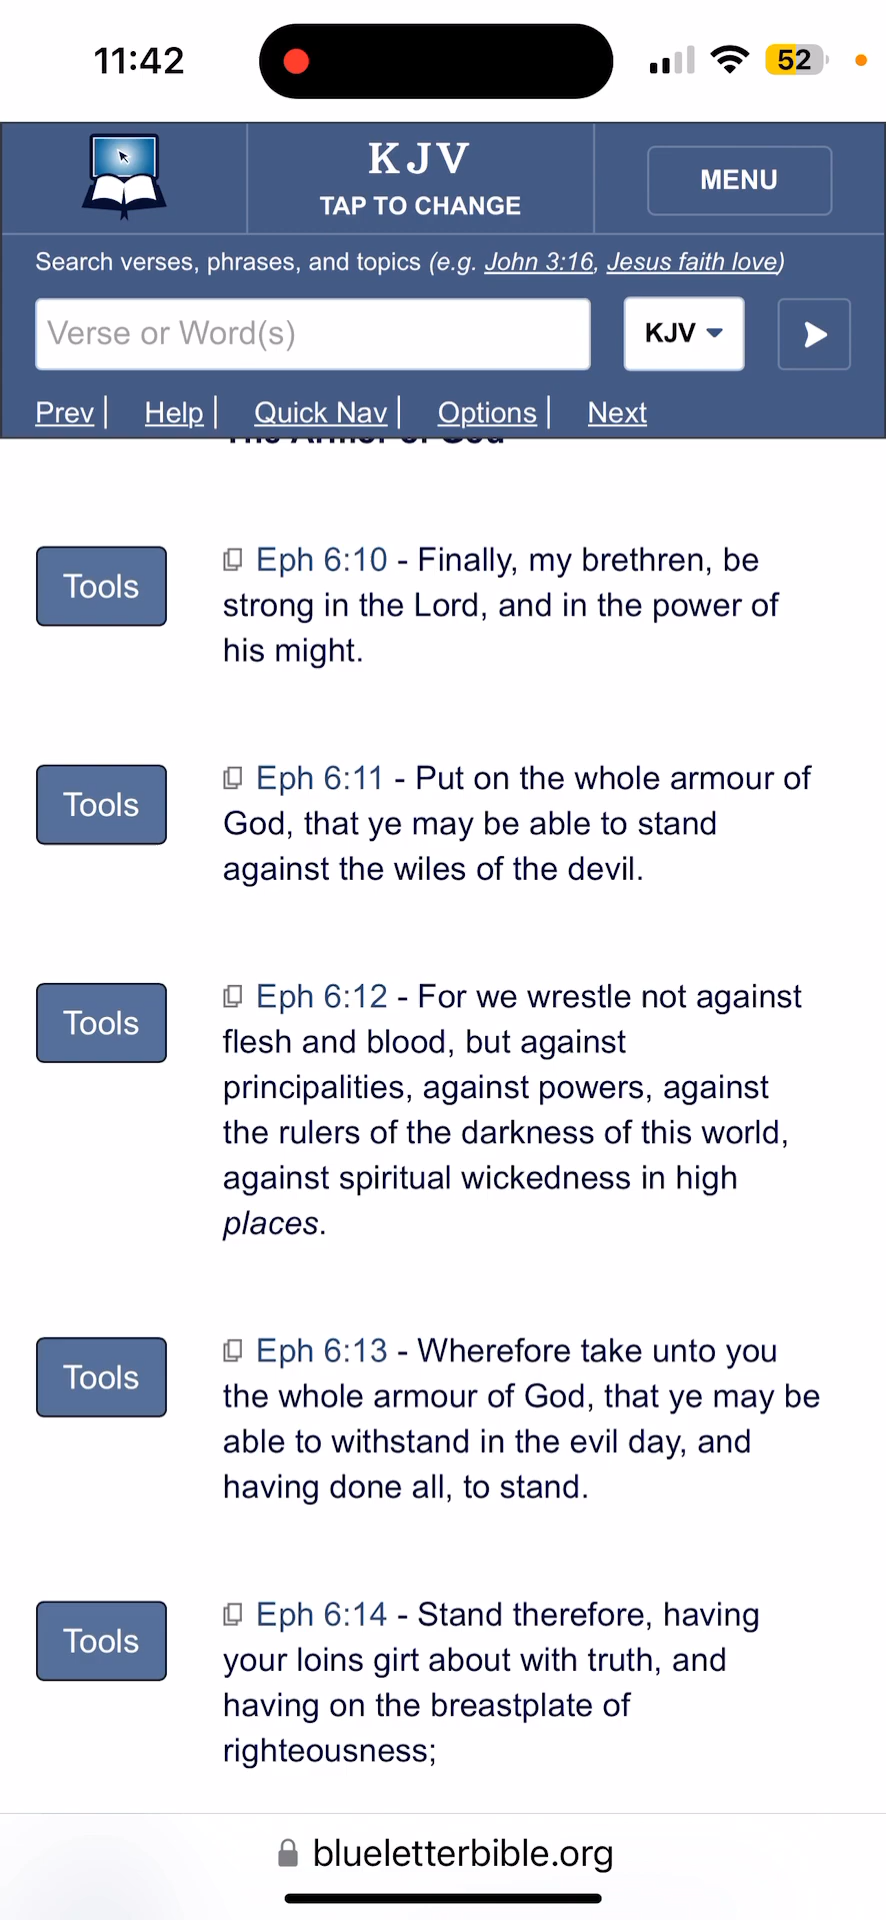 11:42
52
KJV
TAP TO CHANGE
MENU
Search verses, phrases, and topics (e.g. John 3:16, Jesus faith love)
Verse or Word(s)
KJV
Prev | Help | Quick Nav | Options | Next
The Armor of God
Tools
Eph 6:10 - Finally, my brethren, be
strong in the Lord, and in the power of
his might.
Tools
Eph 6:11 - Put on the whole armour of
God, that ye may be able to stand
against the wiles of the devil.
Tools
Eph 6:12 - For we wrestle not against
flesh and blood, but against
principalities, against powers, against
the rulers of the darkness of this world,
against spiritual wickedness in high
places.
Tools
Eph 6:13 - Wherefore take unto you
the whole armour of God, that ye may be
able to withstand in the evil day, and
having done all, to stand.
Tools
Eph 6:14 - Stand therefore, having
your loins girt about with truth, and
having on the breastplate of
righteousness;
blueletterbible.org